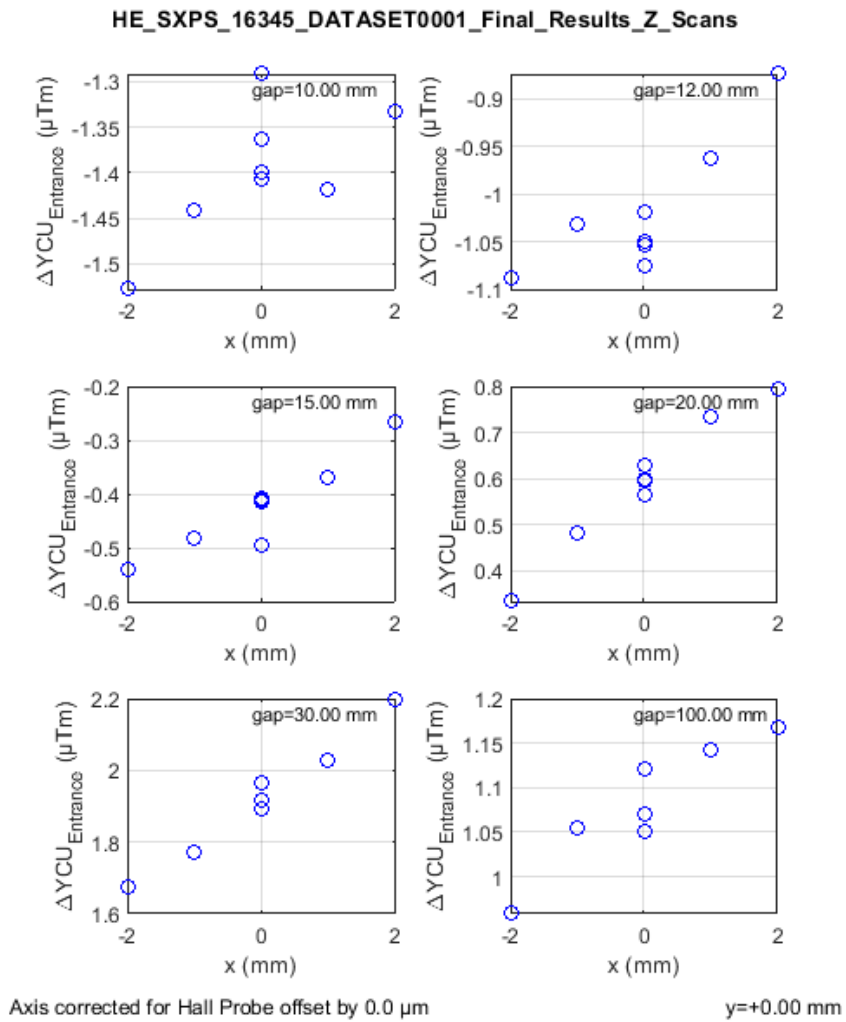 HE_SXPS_16345_DATASET0001_Final_Results_Z_Scans
gap=10.00 mm
-1.3
-1.35
-1.4
-1.45
-1.5
ΔYCU_Entrance (µTm)
-2 0 2
x (mm)
gap=12.00 mm
-0.9
-0.95
-1
-1.05
-1.1
ΔYCU_Entrance (µTm)
-2 0 2
x (mm)
gap=15.00 mm
-0.2
-0.3
-0.4
-0.5
-0.6
ΔYCU_Entrance (µTm)
-2 0 2
x (mm)
gap=20.00 mm
0.8
0.7
0.6
0.5
0.4
ΔYCU_Entrance (µTm)
-2 0 2
x (mm)
gap=30.00 mm
2.2
2
1.8
1.6
ΔYCU_Entrance (µTm)
-2 0 2
x (mm)
gap=100.00 mm
1.2
1.15
1.1
1.05
1
ΔYCU_Entrance (µTm)
-2 0 2
x (mm)
Axis corrected for Hall Probe offset by 0.0 µm
y=+0.00 mm